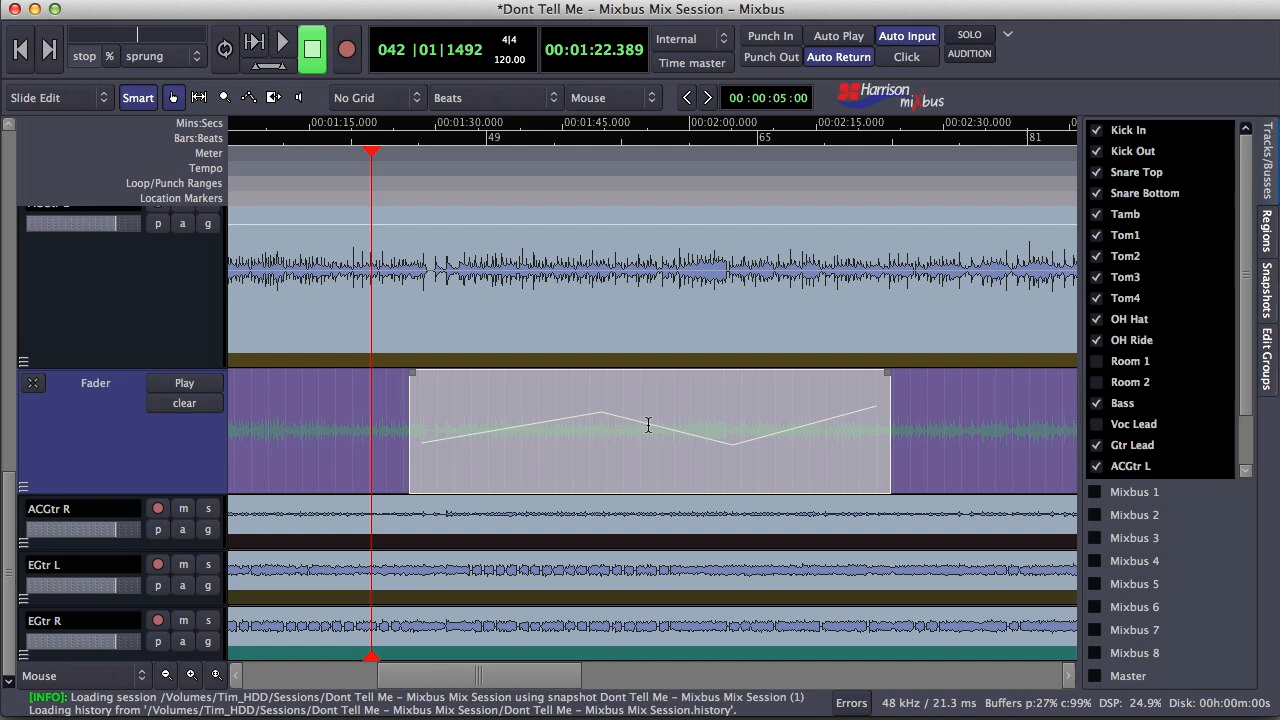 *Dont Tell Me – Mixbus Mix Session – Mixbus
stop % sprung
042 |01|1492
4|4
120.00
00:01:22.389
Internal
Time master
Punch In Auto Play Auto Input
Punch Out Auto Return Click
SOLO
AUDITION
Slide Edit Smart No Grid Beats Mouse 00 :00 :05 :00
Harrison
mixbus
Mins:Secs 00:01:15.000 00:01:30.000 00:01:45.000 00:02:00.000 00:02:15.000 00:02:30.000
Bars:Beats 49 65 81
Meter
Tempo
Loop/Punch Ranges
Location Markers
p a g
Fader Play
clear
ACGtr R m s
p a g
EGtr L m s
p a g
EGtr R m s
p a g
Mouse
Kick In
Kick Out
Snare Top
Snare Bottom
Tamb
Tom1
Tom2
Tom3
Tom4
OH Hat
OH Ride
Room 1
Room 2
Bass
Voc Lead
Gtr Lead
ACGtr L
Mixbus 1
Mixbus 2
Mixbus 3
Mixbus 4
Mixbus 5
Mixbus 6
Mixbus 7
Mixbus 8
Master
Tracks/Busses
Regions
Snapshots
Edit Groups
[INFO]: Loading session /Volumes/Tim_HDD/Sessions/Dont Tell Me – Mixbus Mix Session using snapshot Dont Tell Me – Mixbus Mix Session (1)
Loading history from '/Volumes/Tim_HDD/Sessions/Dont Tell Me – Mixbus Mix Session/Dont Tell Me – Mixbus Mix Session.history'.
Errors 48 kHz / 21.3 ms Buffers p:27% c:99% DSP: 24.9% Disk: 00h:00m:00s